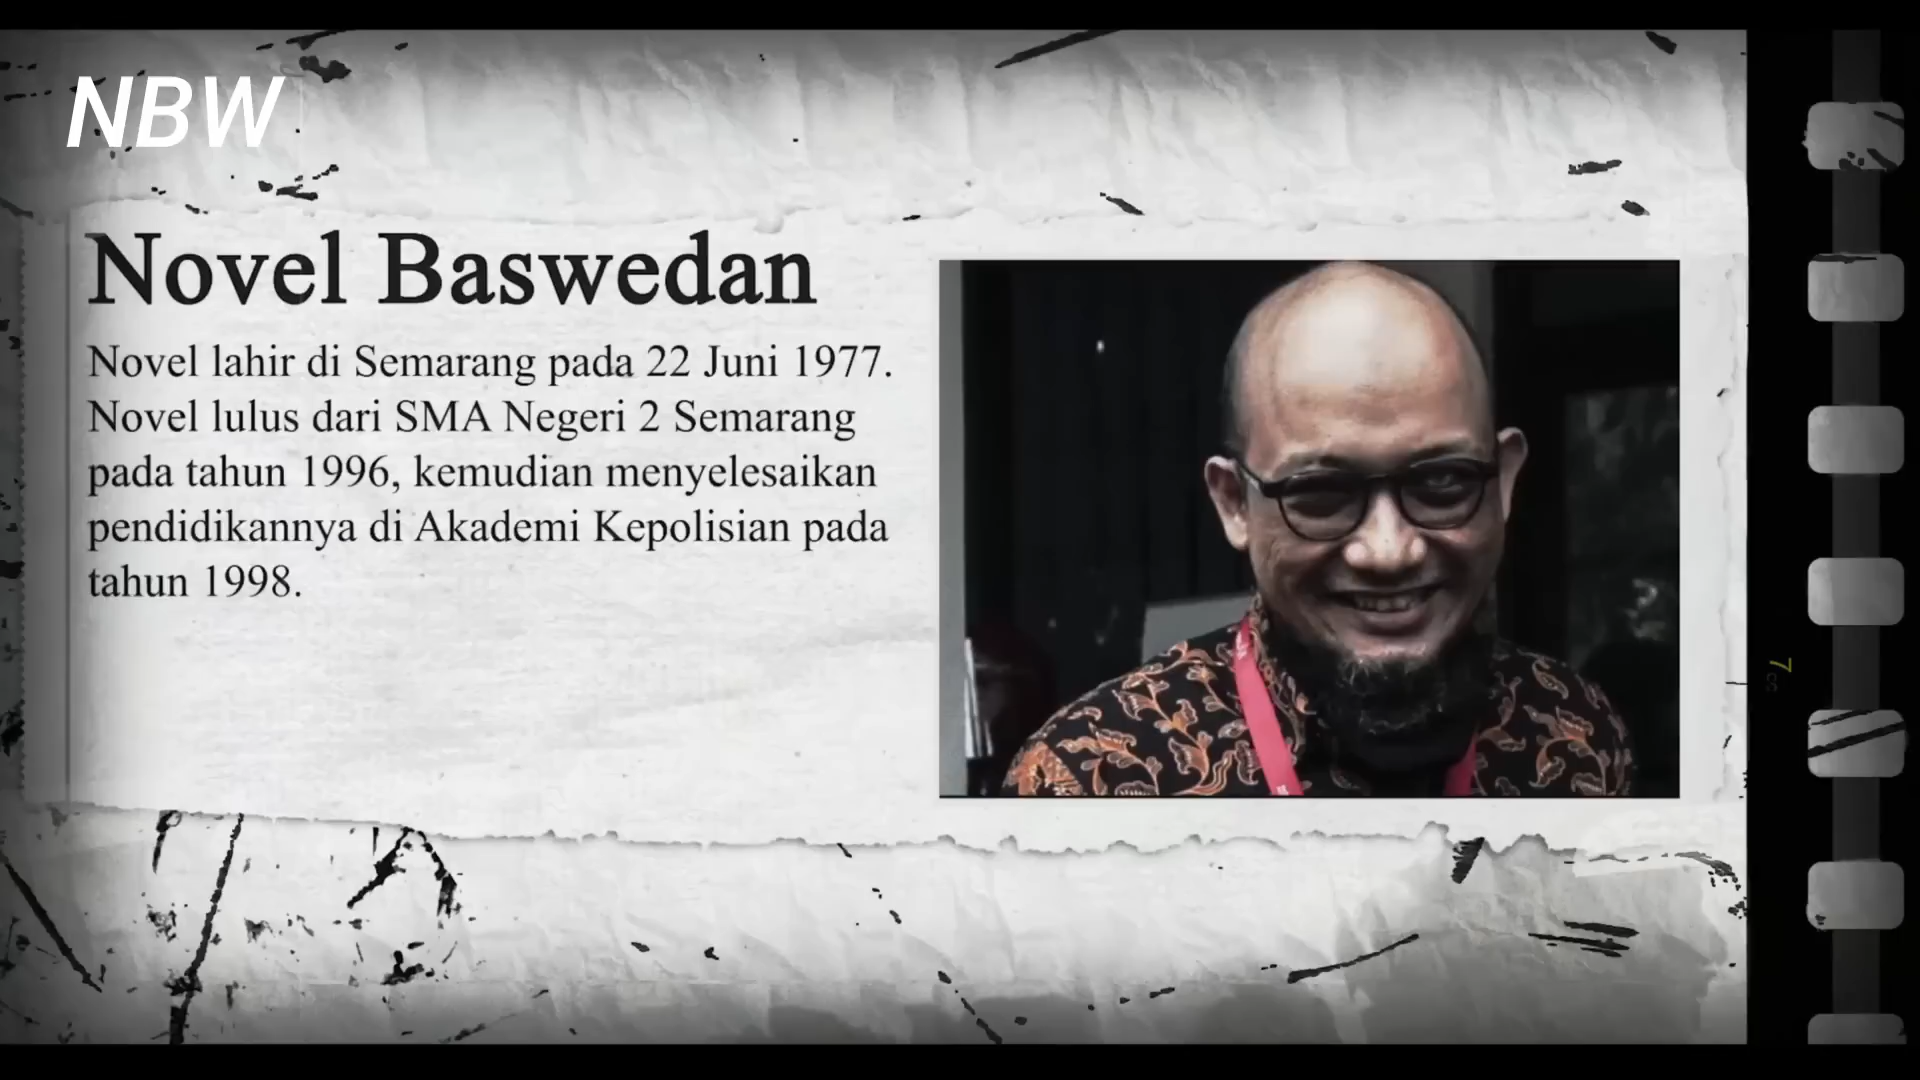 NBW
Novel Baswedan
Novel lahir di Semarang pada 22 Juni 1977.
Novel lulus dari SMA Negeri 2 Semarang
pada tahun 1996, kemudian menyelesaikan
pendidikannya di Akademi Kepolisian pada
tahun 1998.
7